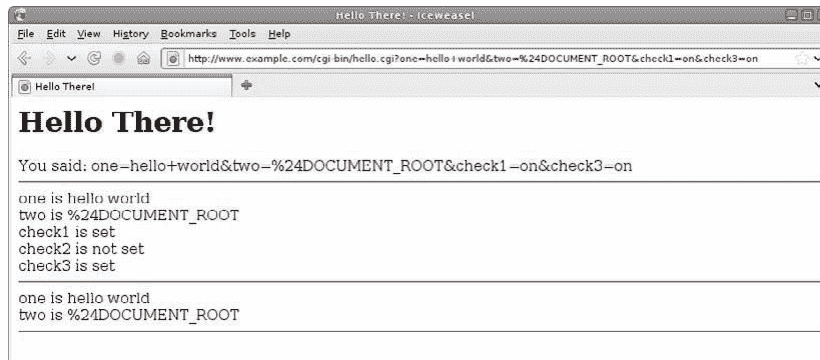 Hello There! - Iceweasel
File Edit View History Bookmarks Tools Help
http://www.example.com/cgi-bin/hello.cgi?one=hello+world&two=%24DOCUMENT_ROOT&check1=on&check3=on
Hello There!
Hello There!
You said: one=hello+world&two=%24DOCUMENT_ROOT&check1=on&check3=on
one is hello world
two is %24DOCUMENT_ROOT
check1 is set
check2 is not set
check3 is set
one is hello world
two is %24DOCUMENT_ROOT